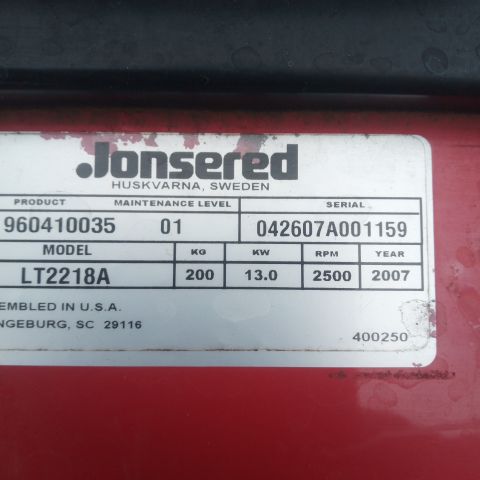 Jonsered
HUSKVARNA, SWEDEN
PRODUCT MAINTENANCE LEVEL SERIAL
960410035 01 042607A001159
MODEL KG KW RPM YEAR
LT2218A 200 13.0 2500 2007
EMBLED IN U.S.A.
NGEBURG, SC 29116
400250